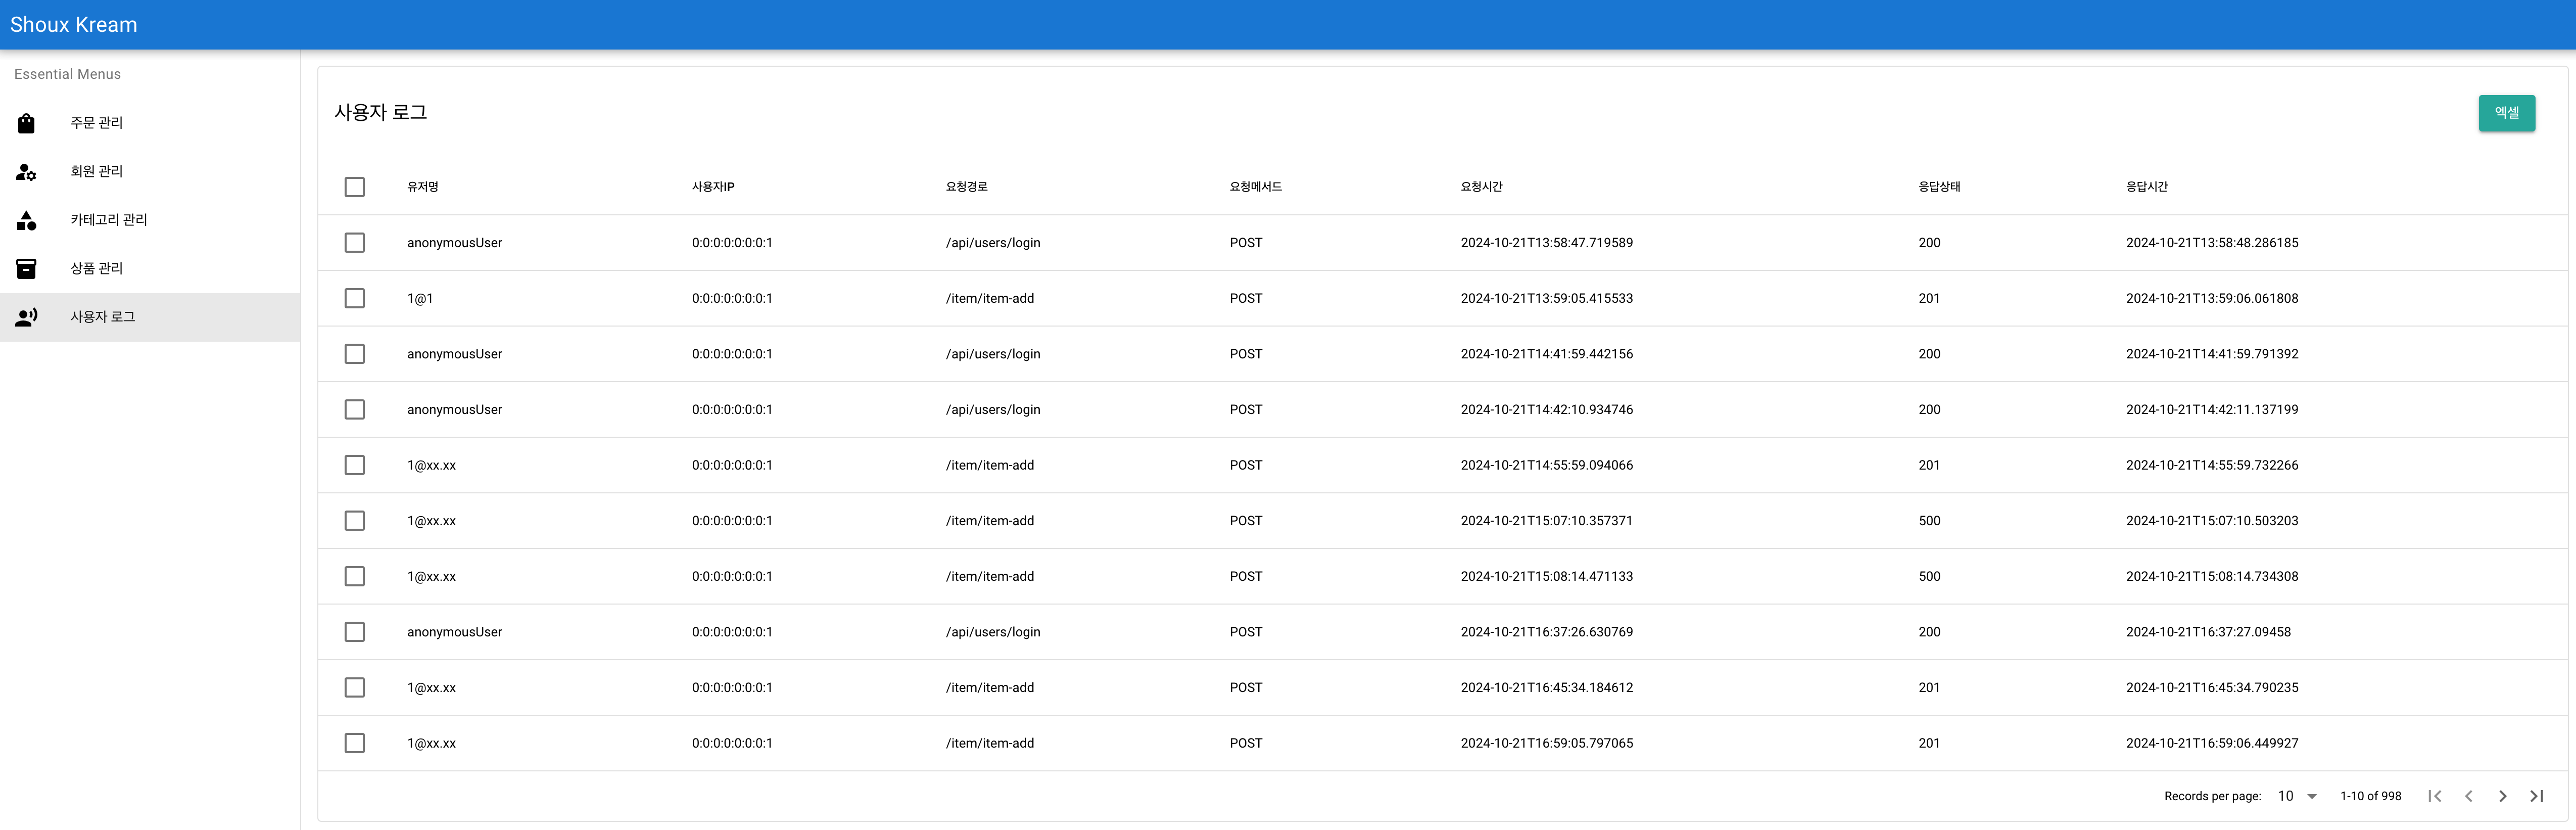 Shoux Kream
Essential Menus
주문 관리
회원 관리
카테고리 관리
상품 관리
사용자 로그
사용자 로그
엑셀
유저명 사용자IP 요청경로 요청메서드 요청시간 응답상태 응답시간
anonymousUser 0:0:0:0:0:0:0:1 /api/users/login POST 2024-10-21T13:58:47.719589 200 2024-10-21T13:58:48.286185
1@1 0:0:0:0:0:0:0:1 /item/item-add POST 2024-10-21T13:59:05.415533 201 2024-10-21T13:59:06.061808
anonymousUser 0:0:0:0:0:0:0:1 /api/users/login POST 2024-10-21T14:41:59.442156 200 2024-10-21T14:41:59.791392
anonymousUser 0:0:0:0:0:0:0:1 /api/users/login POST 2024-10-21T14:42:10.934746 200 2024-10-21T14:42:11.137199
1@xx.xx 0:0:0:0:0:0:0:1 /item/item-add POST 2024-10-21T14:55:59.094066 201 2024-10-21T14:55:59.732266
1@xx.xx 0:0:0:0:0:0:0:1 /item/item-add POST 2024-10-21T15:07:10.357371 500 2024-10-21T15:07:10.503203
1@xx.xx 0:0:0:0:0:0:0:1 /item/item-add POST 2024-10-21T15:08:14.471133 500 2024-10-21T15:08:14.734308
anonymousUser 0:0:0:0:0:0:0:1 /api/users/login POST 2024-10-21T16:37:26.630769 200 2024-10-21T16:37:27.09458
1@xx.xx 0:0:0:0:0:0:0:1 /item/item-add POST 2024-10-21T16:45:34.184612 201 2024-10-21T16:45:34.790235
1@xx.xx 0:0:0:0:0:0:0:1 /item/item-add POST 2024-10-21T16:59:05.797065 201 2024-10-21T16:59:06.449927
Records per page: 10 1-10 of 998